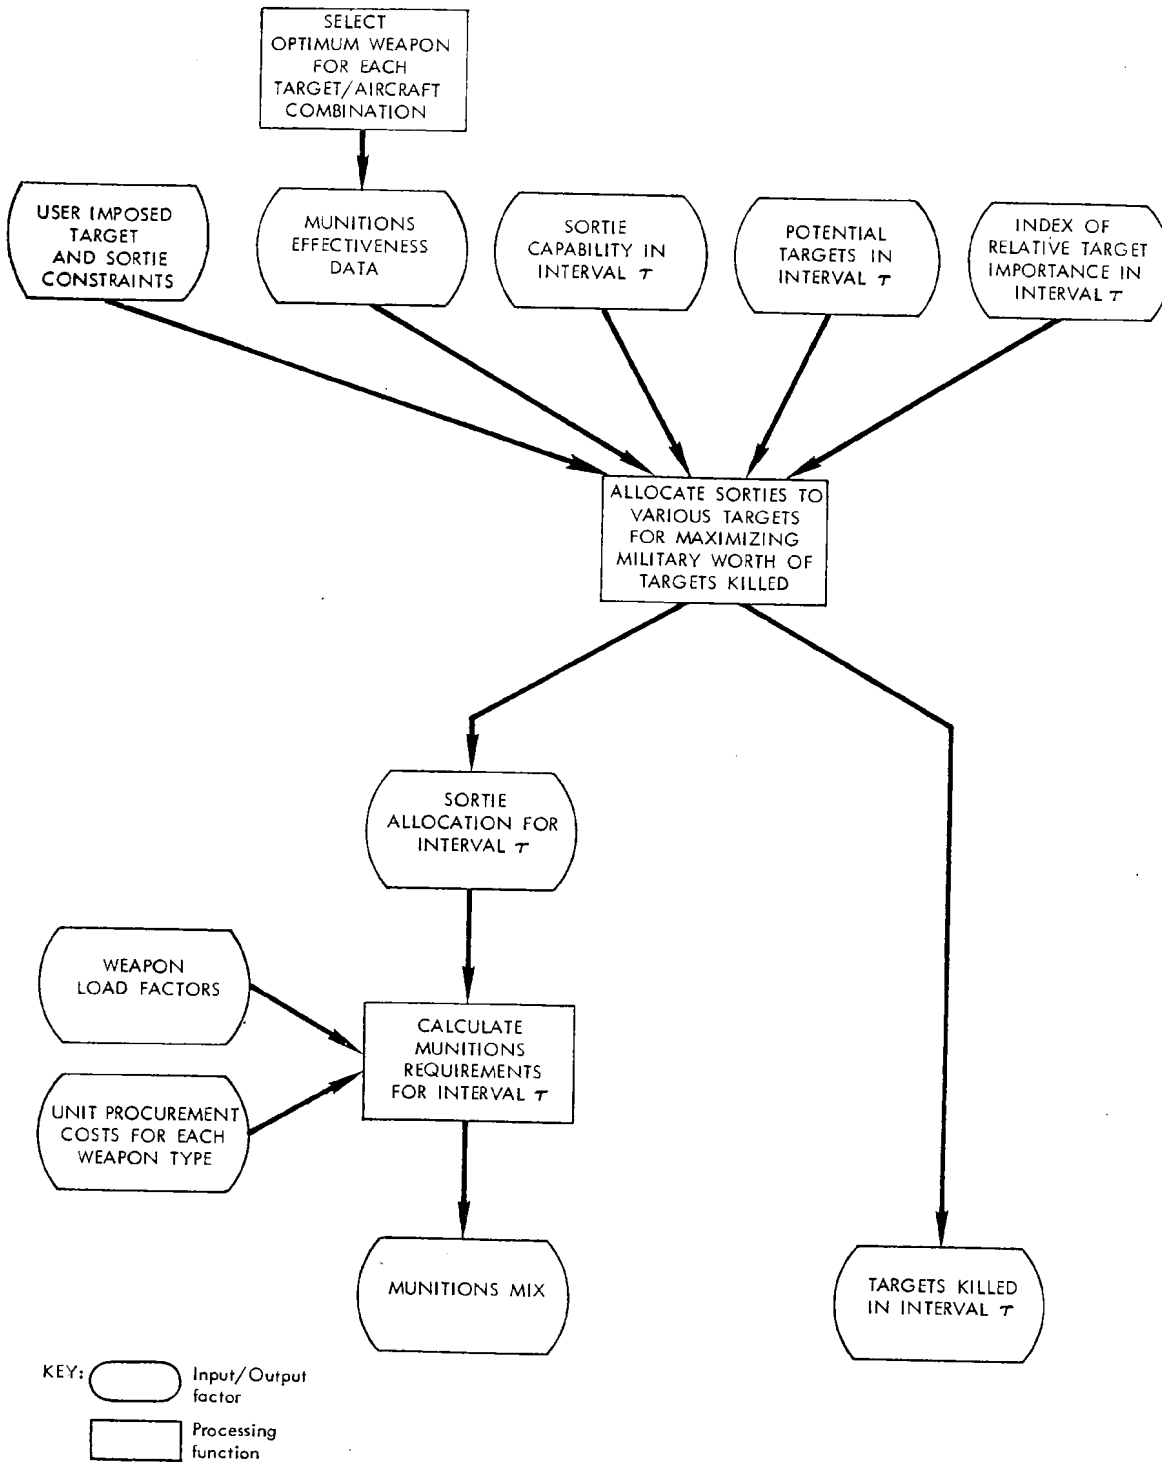 SELECT
OPTIMUM WEAPON
FOR EACH
TARGET/AIRCRAFT
COMBINATION
USER IMPOSED
TARGET
AND SORTIE
CONSTRAINTS
MUNITIONS
EFFECTIVENESS
DATA
SORTIE
CAPABILITY IN
INTERVAL τ
POTENTIAL
TARGETS IN
INTERVAL τ
INDEX OF
RELATIVE TARGET
IMPORTANCE IN
INTERVAL τ
ALLOCATE SORTIES TO
VARIOUS TARGETS
FOR MAXIMIZING
MILITARY WORTH OF
TARGETS KILLED
SORTIE
ALLOCATION FOR
INTERVAL τ
WEAPON
LOAD FACTORS
CALCULATE
MUNITIONS
REQUIREMENTS
FOR INTERVAL τ
UNIT PROCUREMENT
COSTS FOR EACH
WEAPON TYPE
MUNITIONS MIX
TARGETS KILLED
IN INTERVAL τ
KEY:
Input/Output
factor
Processing
function